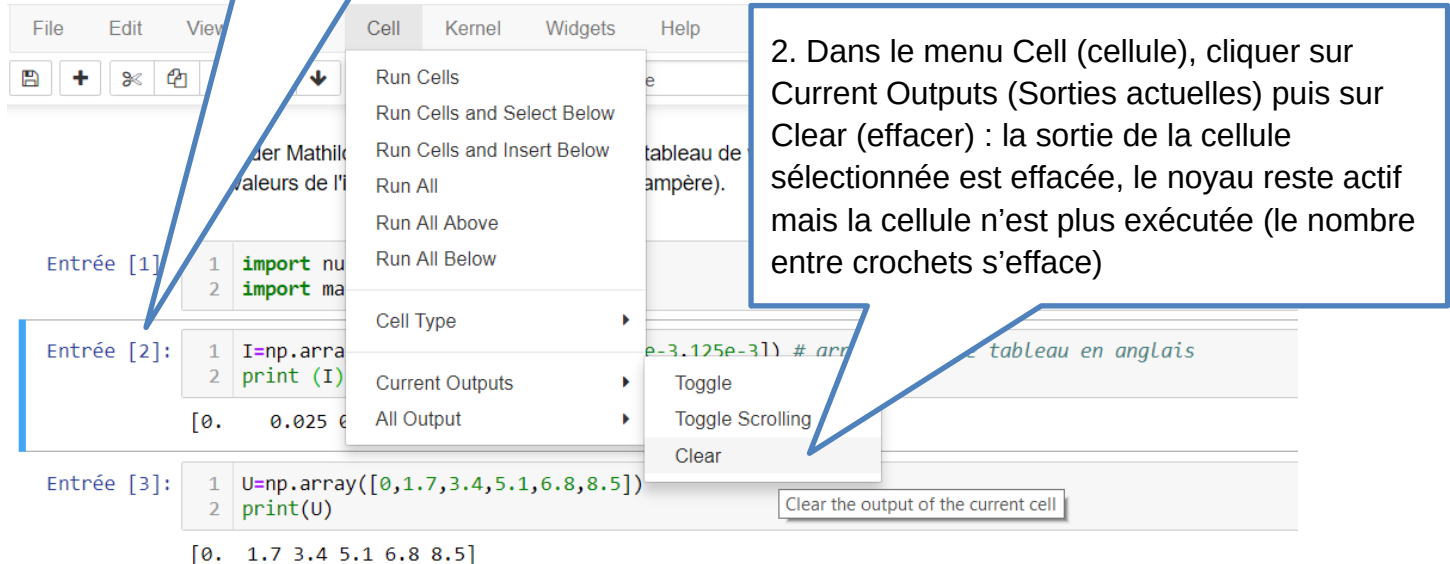 File Edit View Cell Kernel Widgets Help
Run Cells
Run Cells and Select Below
Run Cells and Insert Below
Run All
Run All Above
Run All Below
Cell Type
Current Outputs
All Output
Toggle
Toggle Scrolling
Clear
Clear the output of the current cell
2. Dans le menu Cell (cellule), cliquer sur
Current Outputs (Sorties actuelles) puis sur
Clear (effacer) : la sortie de la cellule
sélectionnée est effacée, le noyau reste actif
mais la cellule n’est plus exécutée (le nombre
entre crochets s’efface)
tableau de
valeurs de l'i ampère).
Entrée [1]
1 import nu
2 import ma
Entrée [2]:
1 I=np.arra e-3,125e-3]) # arr tableau en anglais
2 print (I)
[0. 0.025 0
Entrée [3]:
1 U=np.array([0,1.7,3.4,5.1,6.8,8.5])
2 print(U)
[0. 1.7 3.4 5.1 6.8 8.5]